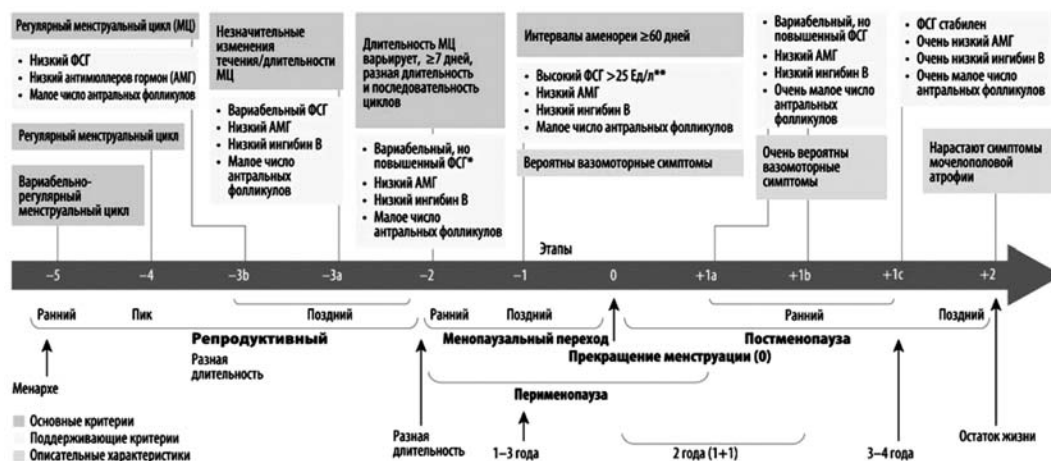 Регулярный менструальный цикл (МЦ)
• Низкий ФСГ
• Низкий антимюллеров гормон (АМГ)
• Малое число антральных фолликулов
Регулярный менструальный цикл
Вариабельно-
регулярный
менструальный цикл
Незначительные
изменения
течения/длительности
МЦ
• Вариабельный ФСГ
• Низкий АМГ
• Низкий ингибин В
• Малое число
антральных
фолликулов
Длительность МЦ
варьирует, ≥7 дней,
разная длительность
и последовательность
циклов
• Вариабельный, но
повышенный ФСГ*
• Низкий АМГ
• Низкий ингибин В
• Малое число
антральных фолликулов
Интервалы аменореи ≥60 дней
• Высокий ФСГ >25 Ед/л**
• Низкий АМГ
• Низкий ингибин В
• Малое число антральных фолликулов
Вероятны вазомоторные симптомы
• Вариабельный, но
повышенный ФСГ
• Низкий АМГ
• Низкий ингибин В
• Очень малое число
антральных
фолликулов
Очень вероятны
вазомоторные
симптомы
• ФСГ стабилен
• Очень низкий АМГ
• Очень низкий ингибин В
• Очень малое число
антральных фолликулов
Нарастают симптомы
мочеполовой
атрофии
Этапы
–5 –4 –3b –3a –2 –1 0 +1a +1b +1c +2
Ранний Пик Поздний Ранний Поздний Ранний Поздний
Репродуктивный Менопаузальный переход Постменопауза
Разная
длительность
Прекращение менструации (0)
Менархе
Перименопауза
Основные критерии
Поддерживающие критерии
Описательные характеристики
Разная
длительность
1–3 года
2 года (1+1)
3–4 года
Остаток жизни